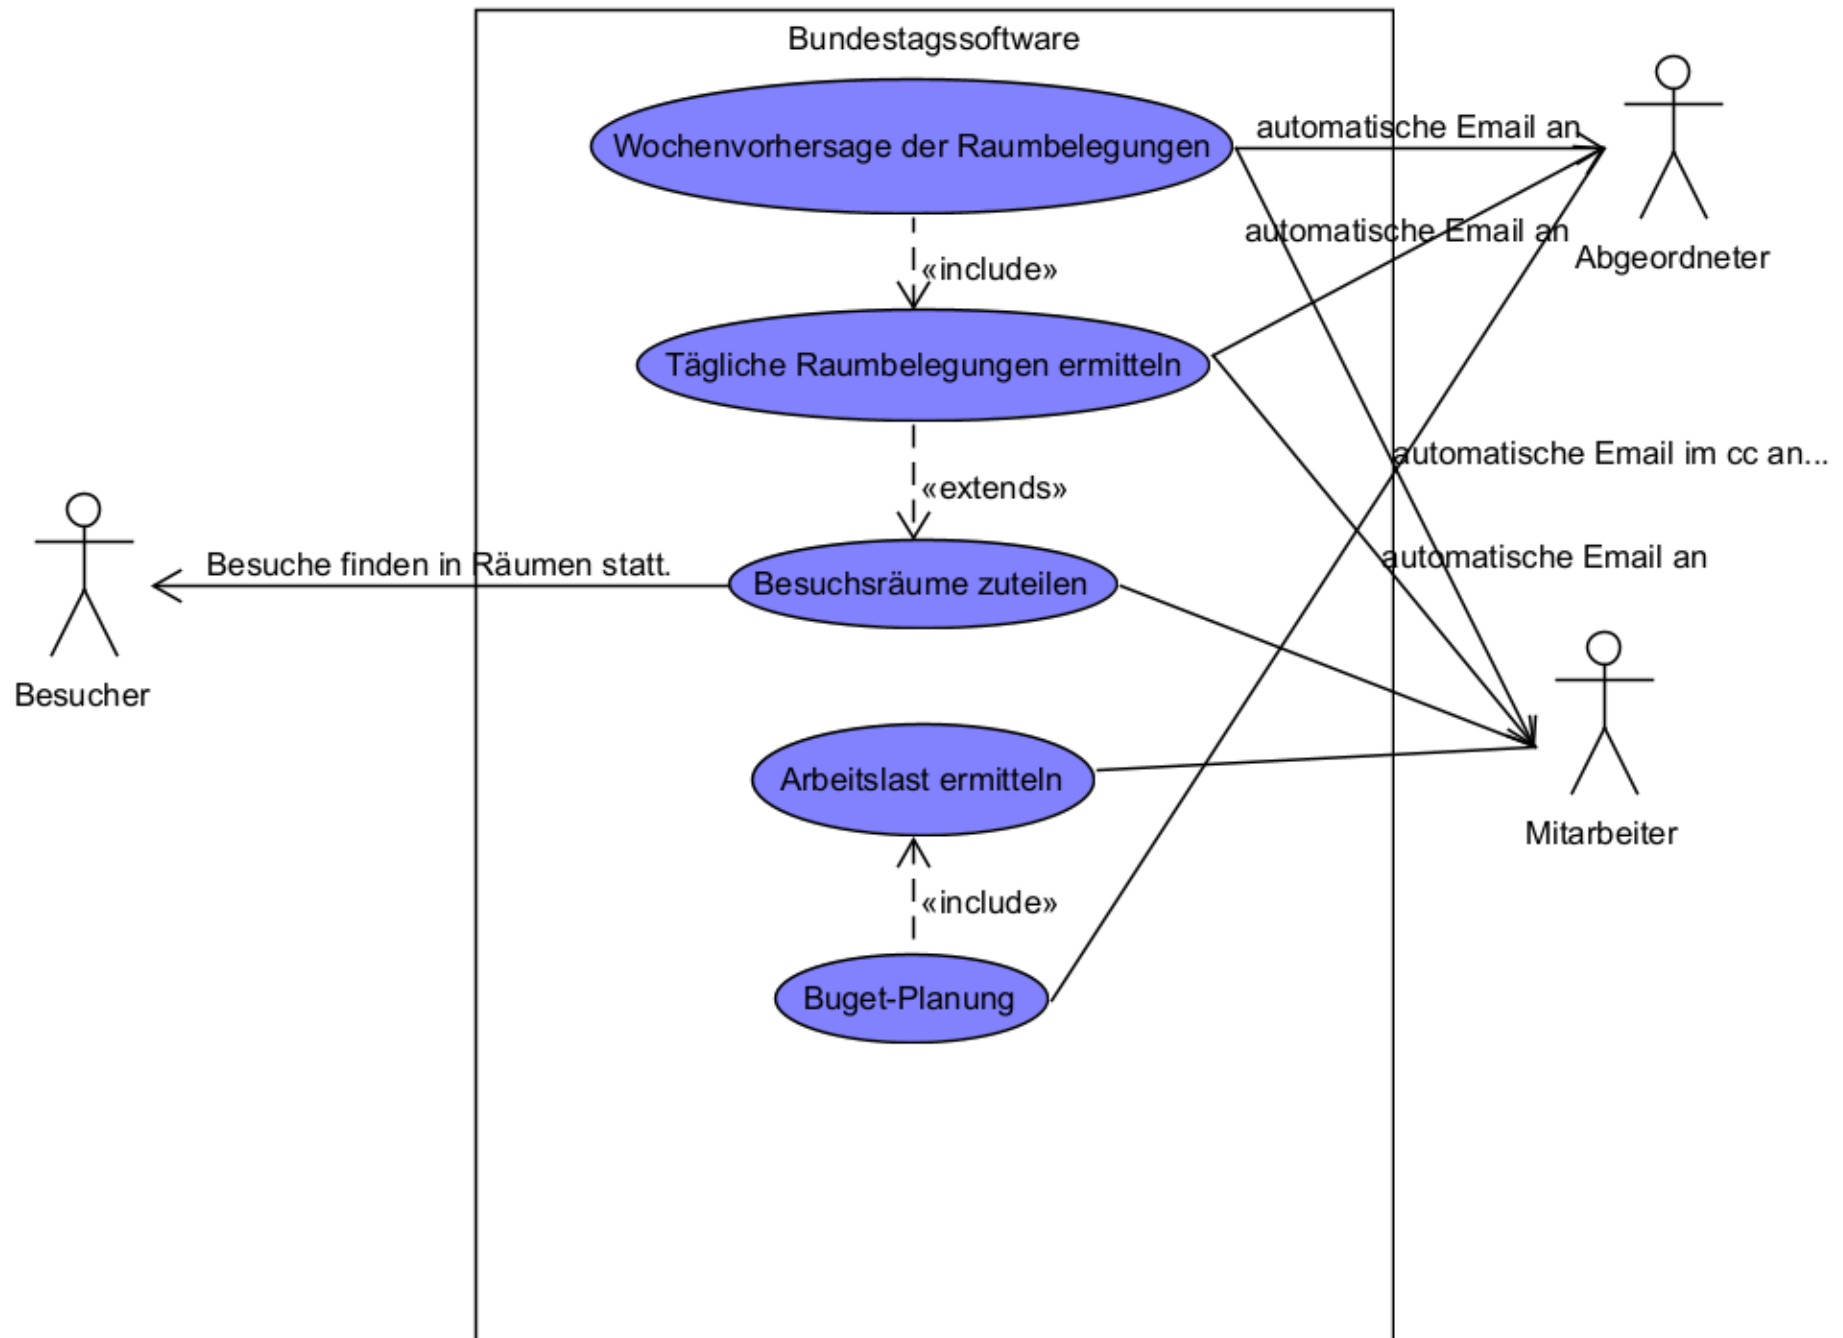 Bundestagssoftware
Wochenvorhersage der Raumbelegungen
automatische Email an
automatische Email an
Abgeordneter
«include»
Tägliche Raumbelegungen ermitteln
automatische Email im cc an...
«extends»
Besuche finden in Räumen statt.
Besuchsräume zuteilen
automatische Email an
Besucher
Arbeitslast ermitteln
Mitarbeiter
«include»
Buget-Planung